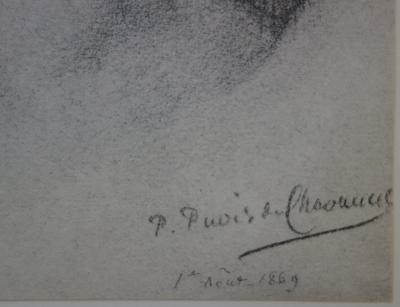 P. Puvis de Chavannes
1er Août 1869